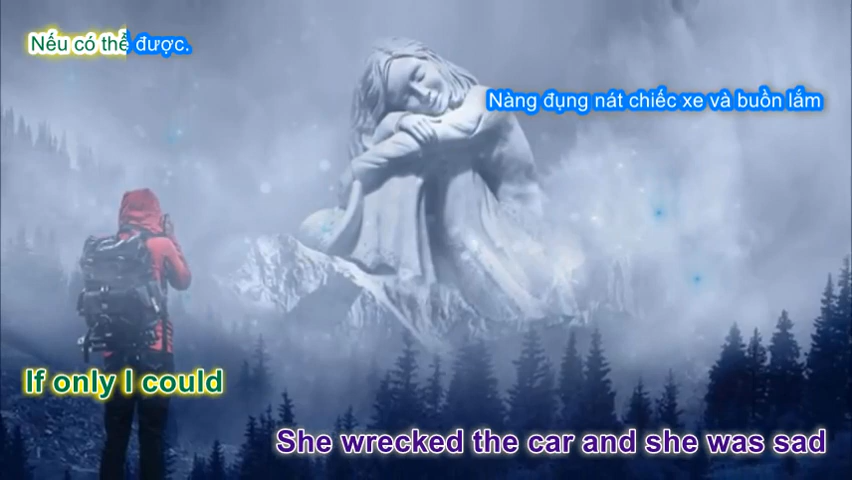 Nếu có thể được.
Nàng đụng nát chiếc xe và buồn lắm
If only I could
She wrecked the car and she was sad